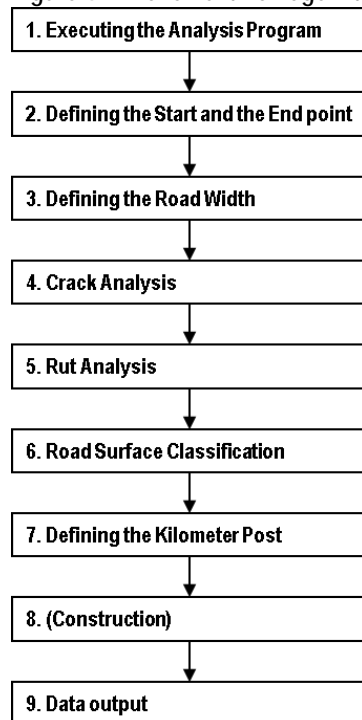 1. Executing the Analysis Program
2. Defining the Start and the End point
3. Defining the Road Width
4. Crack Analysis
5. Rut Analysis
6. Road Surface Classification
7. Defining the Kilometer Post
8. (Construction)
9. Data output